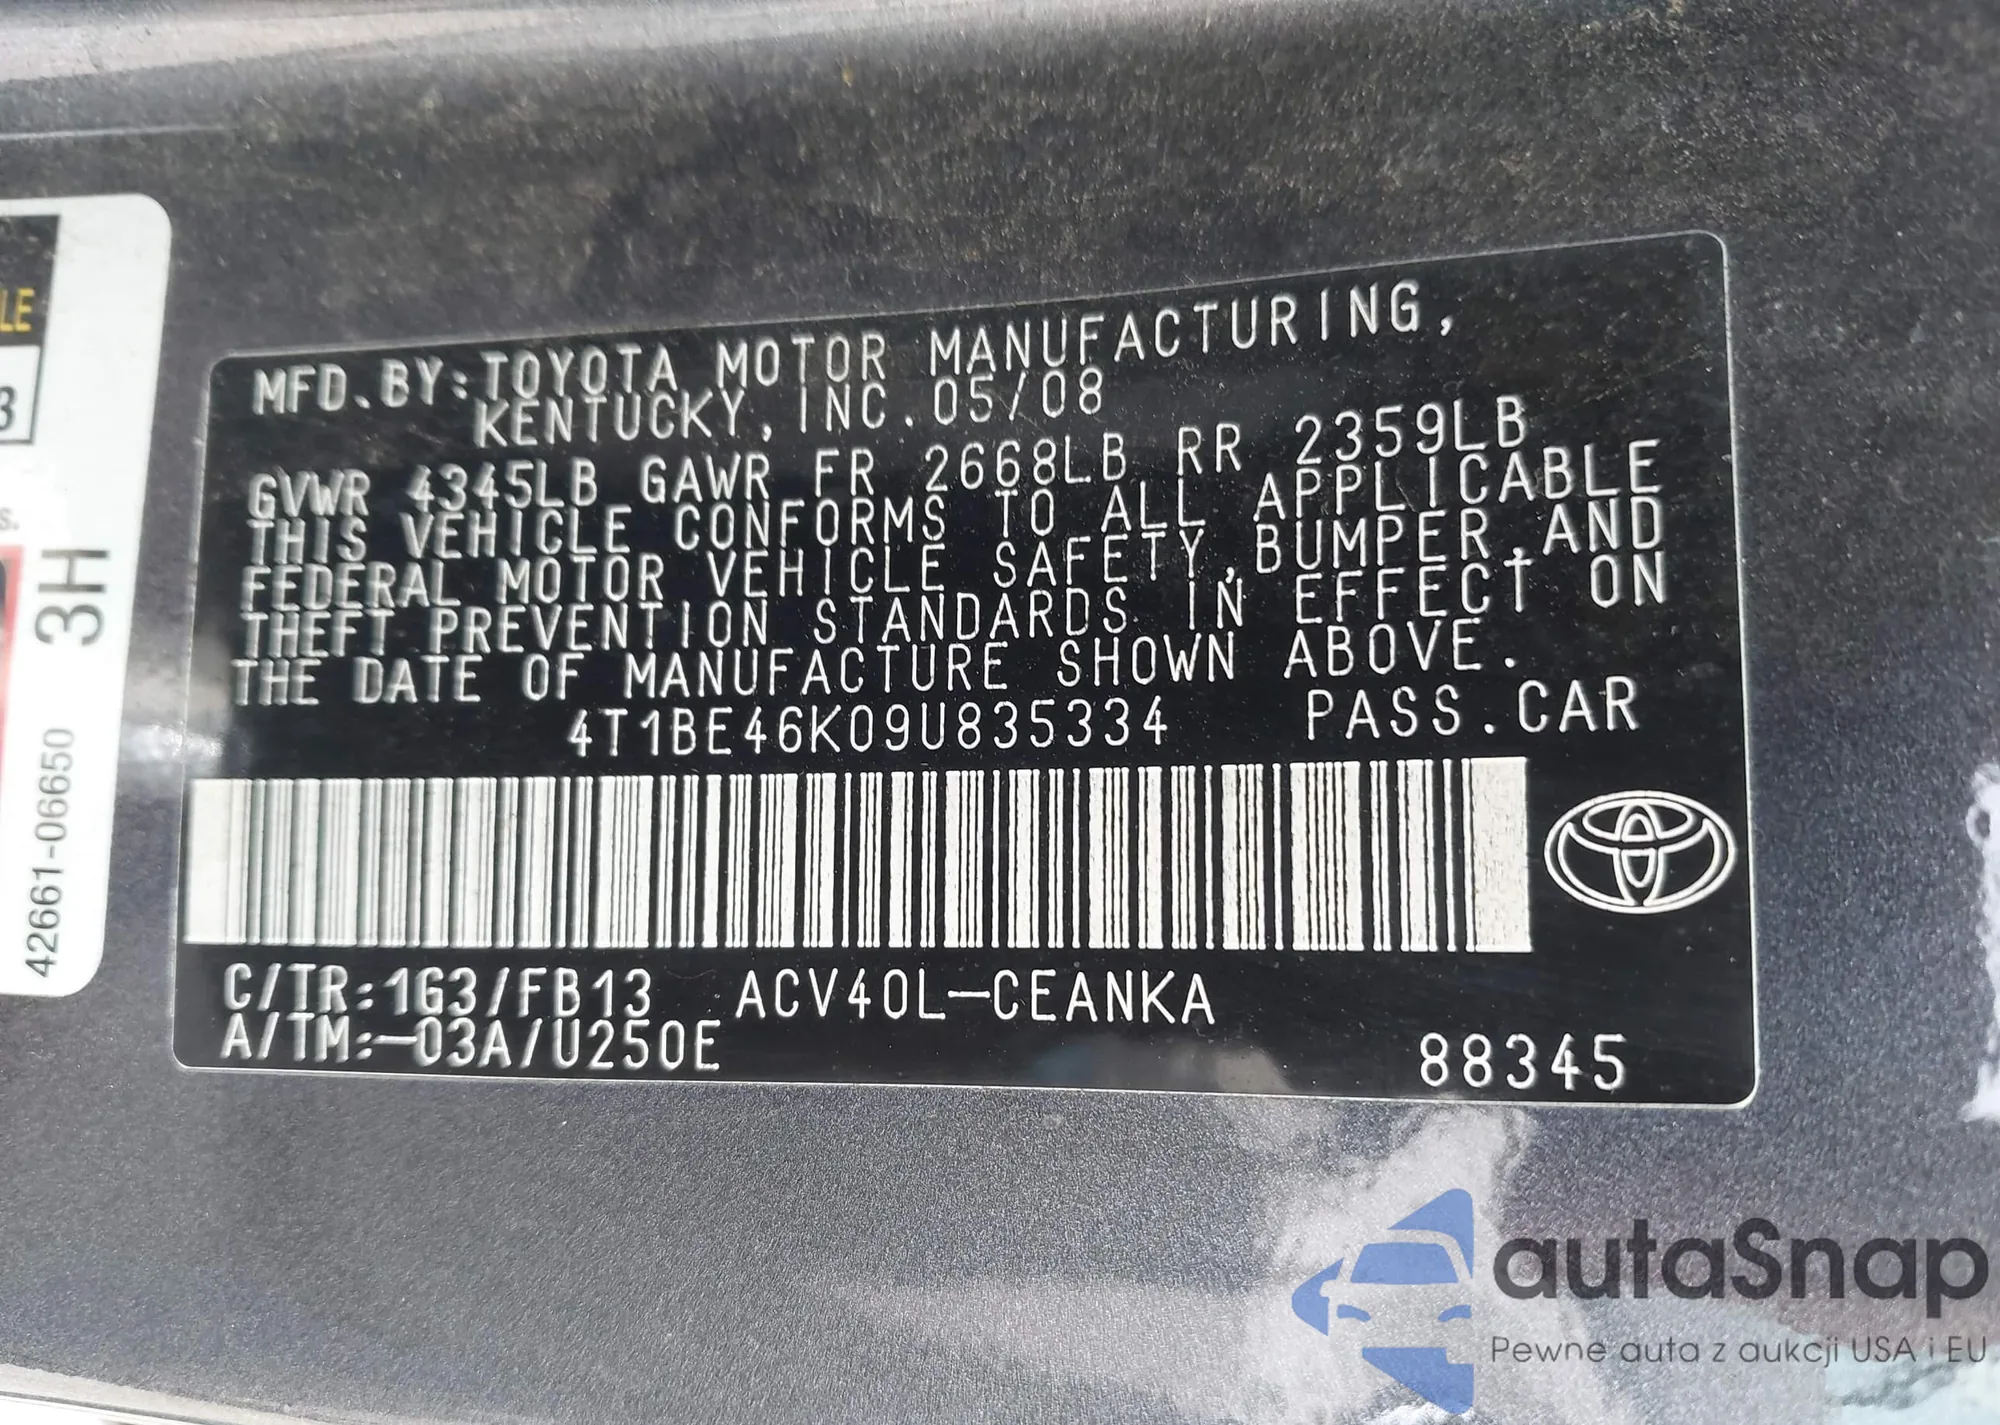 MFD.BY:TOYOTA MOTOR MANUFACTURING,
KENTUCKY, INC. 05/08
GVWR 4345LB GAWR FR 2668LB RR 2359LB
THIS VEHICLE CONFORMS TO ALL APPLICABLE
FEDERAL MOTOR VEHICLE SAFETY,BUMPER,AND
THEFT PREVENTION STANDARDS IN EFFECT ON
THE DATE OF MANUFACTURE SHOWN ABOVE.
4T1BE46K09U835334 PASS.CAR
C/TR:1G3/FB13 ACV40L-CEANKA
A/TM:-03A/U250E
88345
LE
3
s.
3H
42661-06650
autaSnap
Pewne auta z aukcji USA i EU